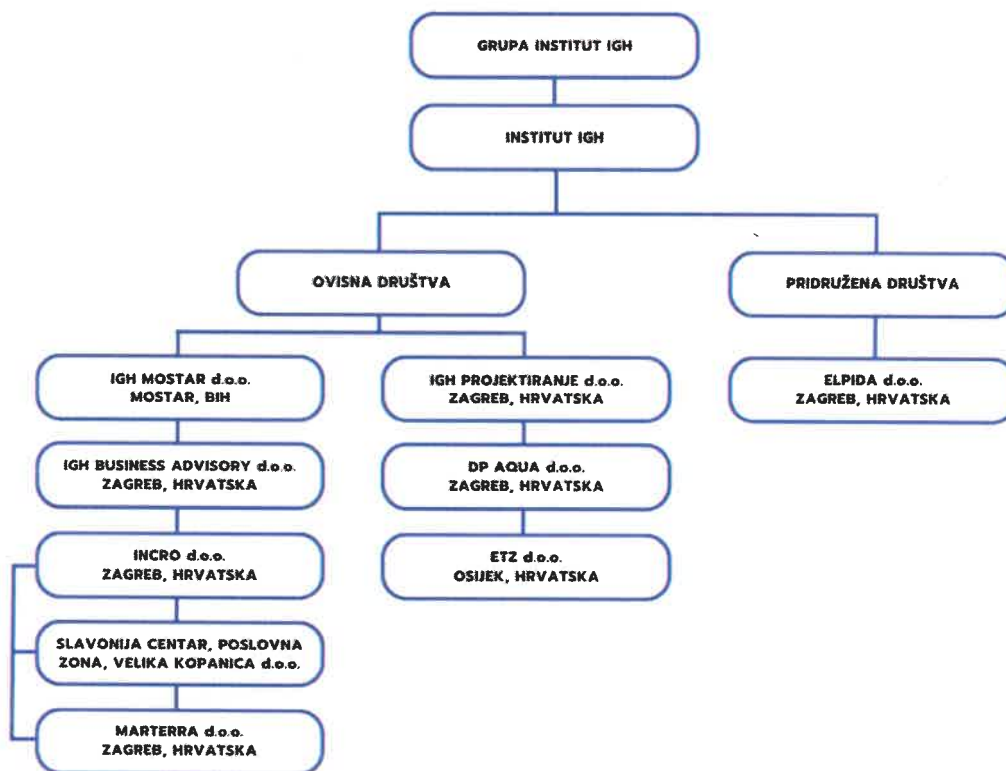 GRUPA INSTITUT IGH
INSTITUT IGH
OVISNA DRUŠTVA
PRIDRUŽENA DRUŠTVA
IGH MOSTAR d.o.o.
MOSTAR, BIH
IGH PROJEKTIRANJE d.o.o.
ZAGREB, HRVATSKA
ELPIDA d.o.o.
ZAGREB, HRVATSKA
IGH BUSINESS ADVISORY d.o.o.
ZAGREB, HRVATSKA
DP AQUA d.o.o.
ZAGREB, HRVATSKA
INCRO d.o.o.
ZAGREB, HRVATSKA
ETZ d.o.o.
OSIJEK, HRVATSKA
SLAVONIJA CENTAR, POSLOVNA
ZONA, VELIKA KOPANICA d.o.o.
MARTERRA d.o.o.
ZAGREB, HRVATSKA